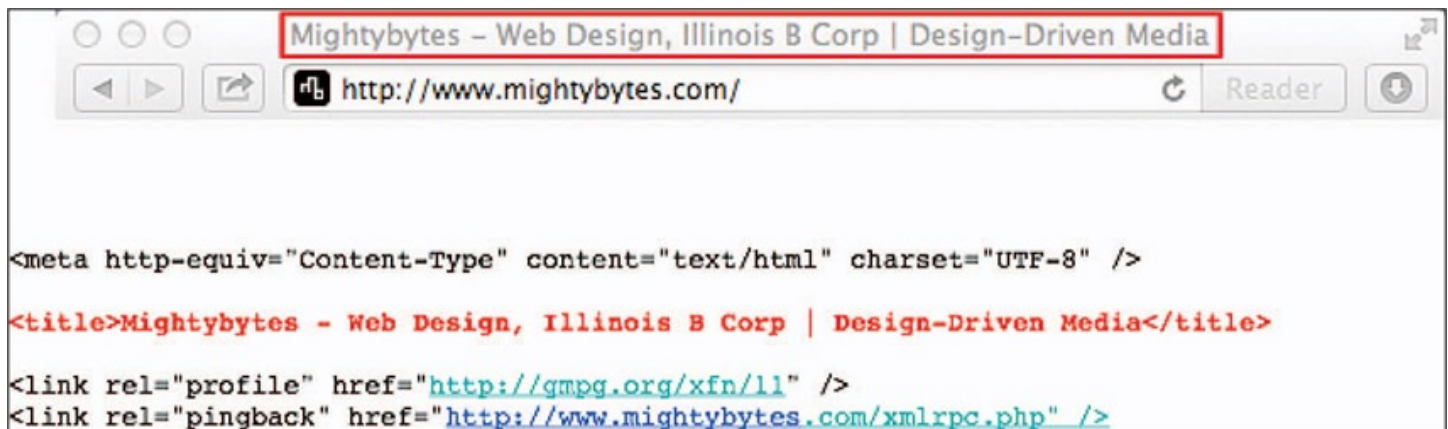 Mightybytes – Web Design, Illinois B Corp | Design-Driven Media
http://www.mightybytes.com/ Reader
<meta http-equiv="Content-Type" content="text/html" charset="UTF-8" />
<title>Mightybytes - Web Design, Illinois B Corp | Design-Driven Media</title>
<link rel="profile" href="http://gmpg.org/xfn/11" />
<link rel="pingback" href="http://www.mightybytes.com/xmlrpc.php" />